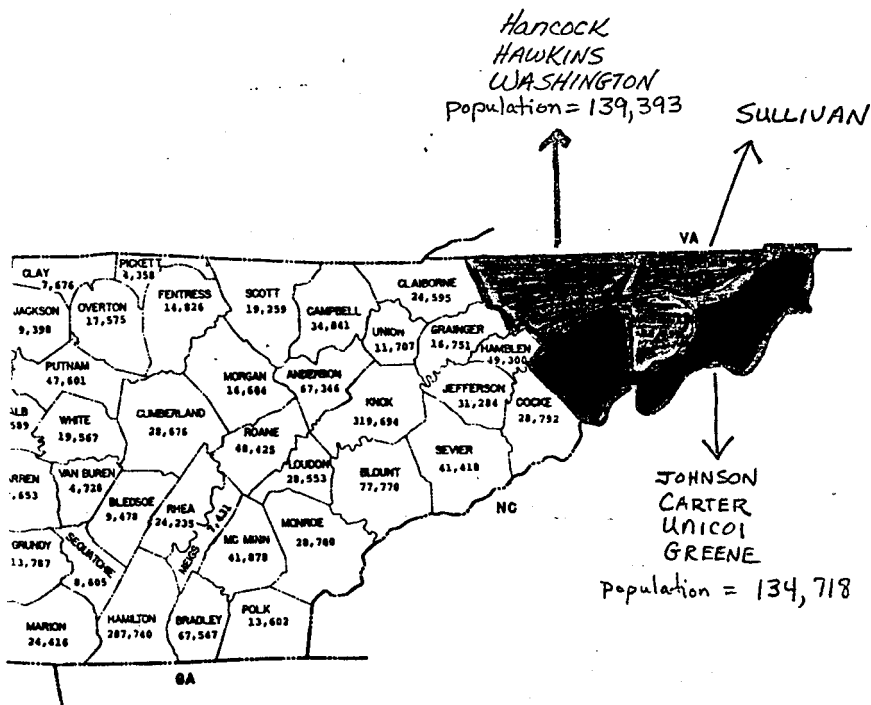 Hancock
HAWKINS
WASHINGTON
population = 139,393
SULLIVAN
VA
CLAY
7,676
PICKETT
4,358
FENTRESS
14,826
SCOTT
19,259
CAMPBELL
34,841
CLAIBORNE
24,595
JACKSON
9,398
OVERTON
17,575
UNION
11,707
GRAINGER
16,751
HAMBLEN
49,300
PUTNAM
47,601
MORGAN
16,604
ANDERSON
67,346
JEFFERSON
31,284
COCKE
28,792
ALB
589
WHITE
19,567
CUMBERLAND
28,676
ROANE
48,425
KNOX
319,694
SEVIER
41,418
LOUDON
28,553
BLOUNT
77,770
RREN
,653
VAN BUREN
4,728
BLEDSOE
9,478
RHEA
24,235
MEIGS
7,431
MC MINN
41,878
MONROE
28,700
NC
GRUNDY
13,787
SEQUATCHIE
8,605
MARION
24,416
HAMILTON
287,740
BRADLEY
67,547
POLK
13,602
GA
JOHNSON
CARTER
UNICOI
GREENE
population = 134,718